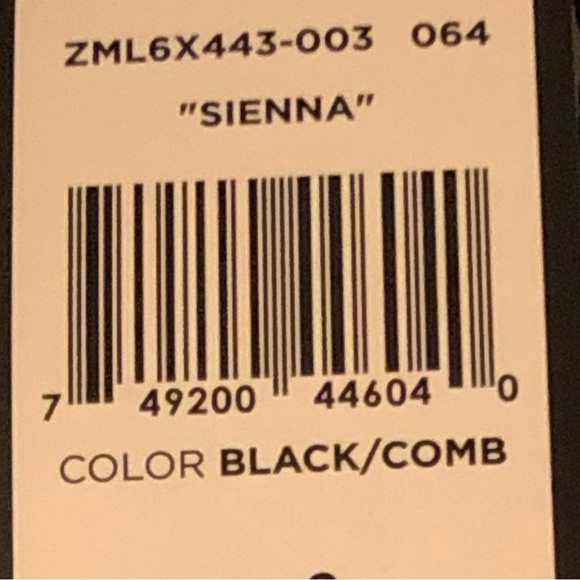 ZML6X443-003 064
"SIENNA"
7 49200 44604 0
COLOR BLACK/COMB